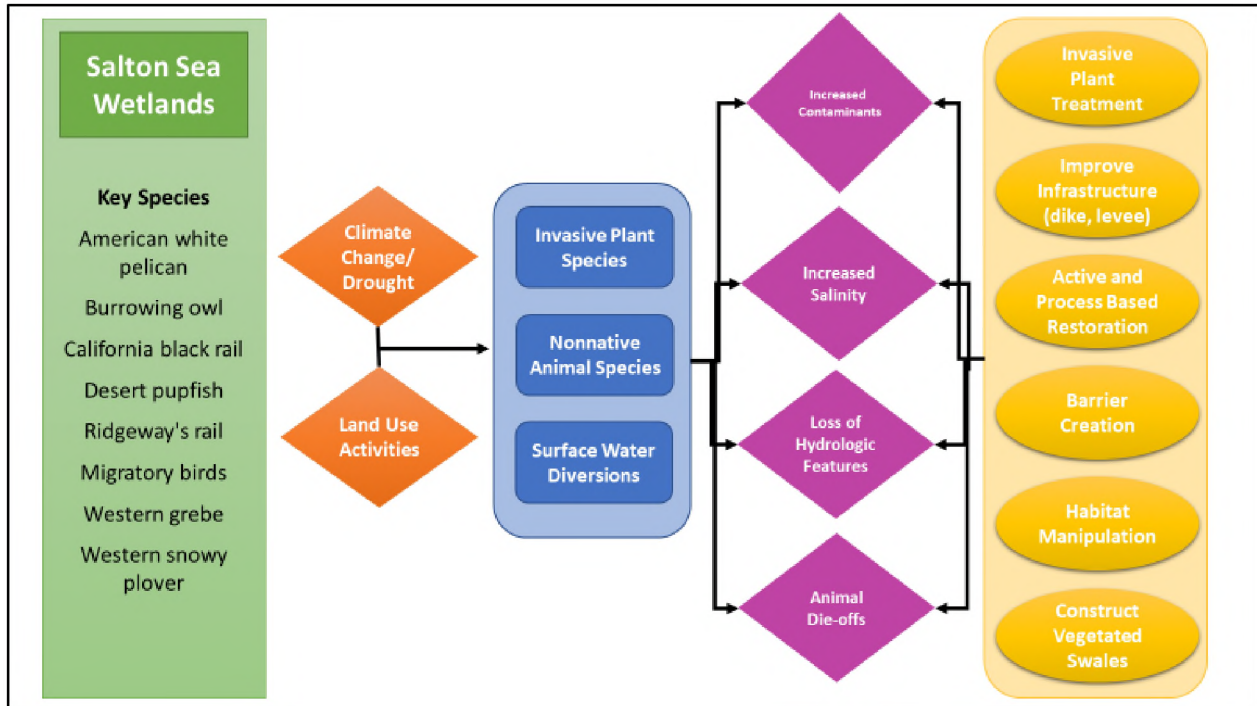 Salton Sea
Wetlands
Key Species
American white
pelican
Burrowing owl
California black rail
Desert pupfish
Ridgeway's rail
Migratory birds
Western grebe
Western snowy
plover
Climate
Change/
Drought
Land Use
Activities
Invasive Plant
Species
Nonnative
Animal Species
Surface Water
Diversions
Increased
Contaminants
Increased
Salinity
Loss of
Hydrologic
Features
Animal
Die-offs
Invasive
Plant
Treatment
Improve
Infrastructure
(dike, levee)
Active and
Process Based
Restoration
Barrier
Creation
Habitat
Manipulation
Construct
Vegetated
Swales